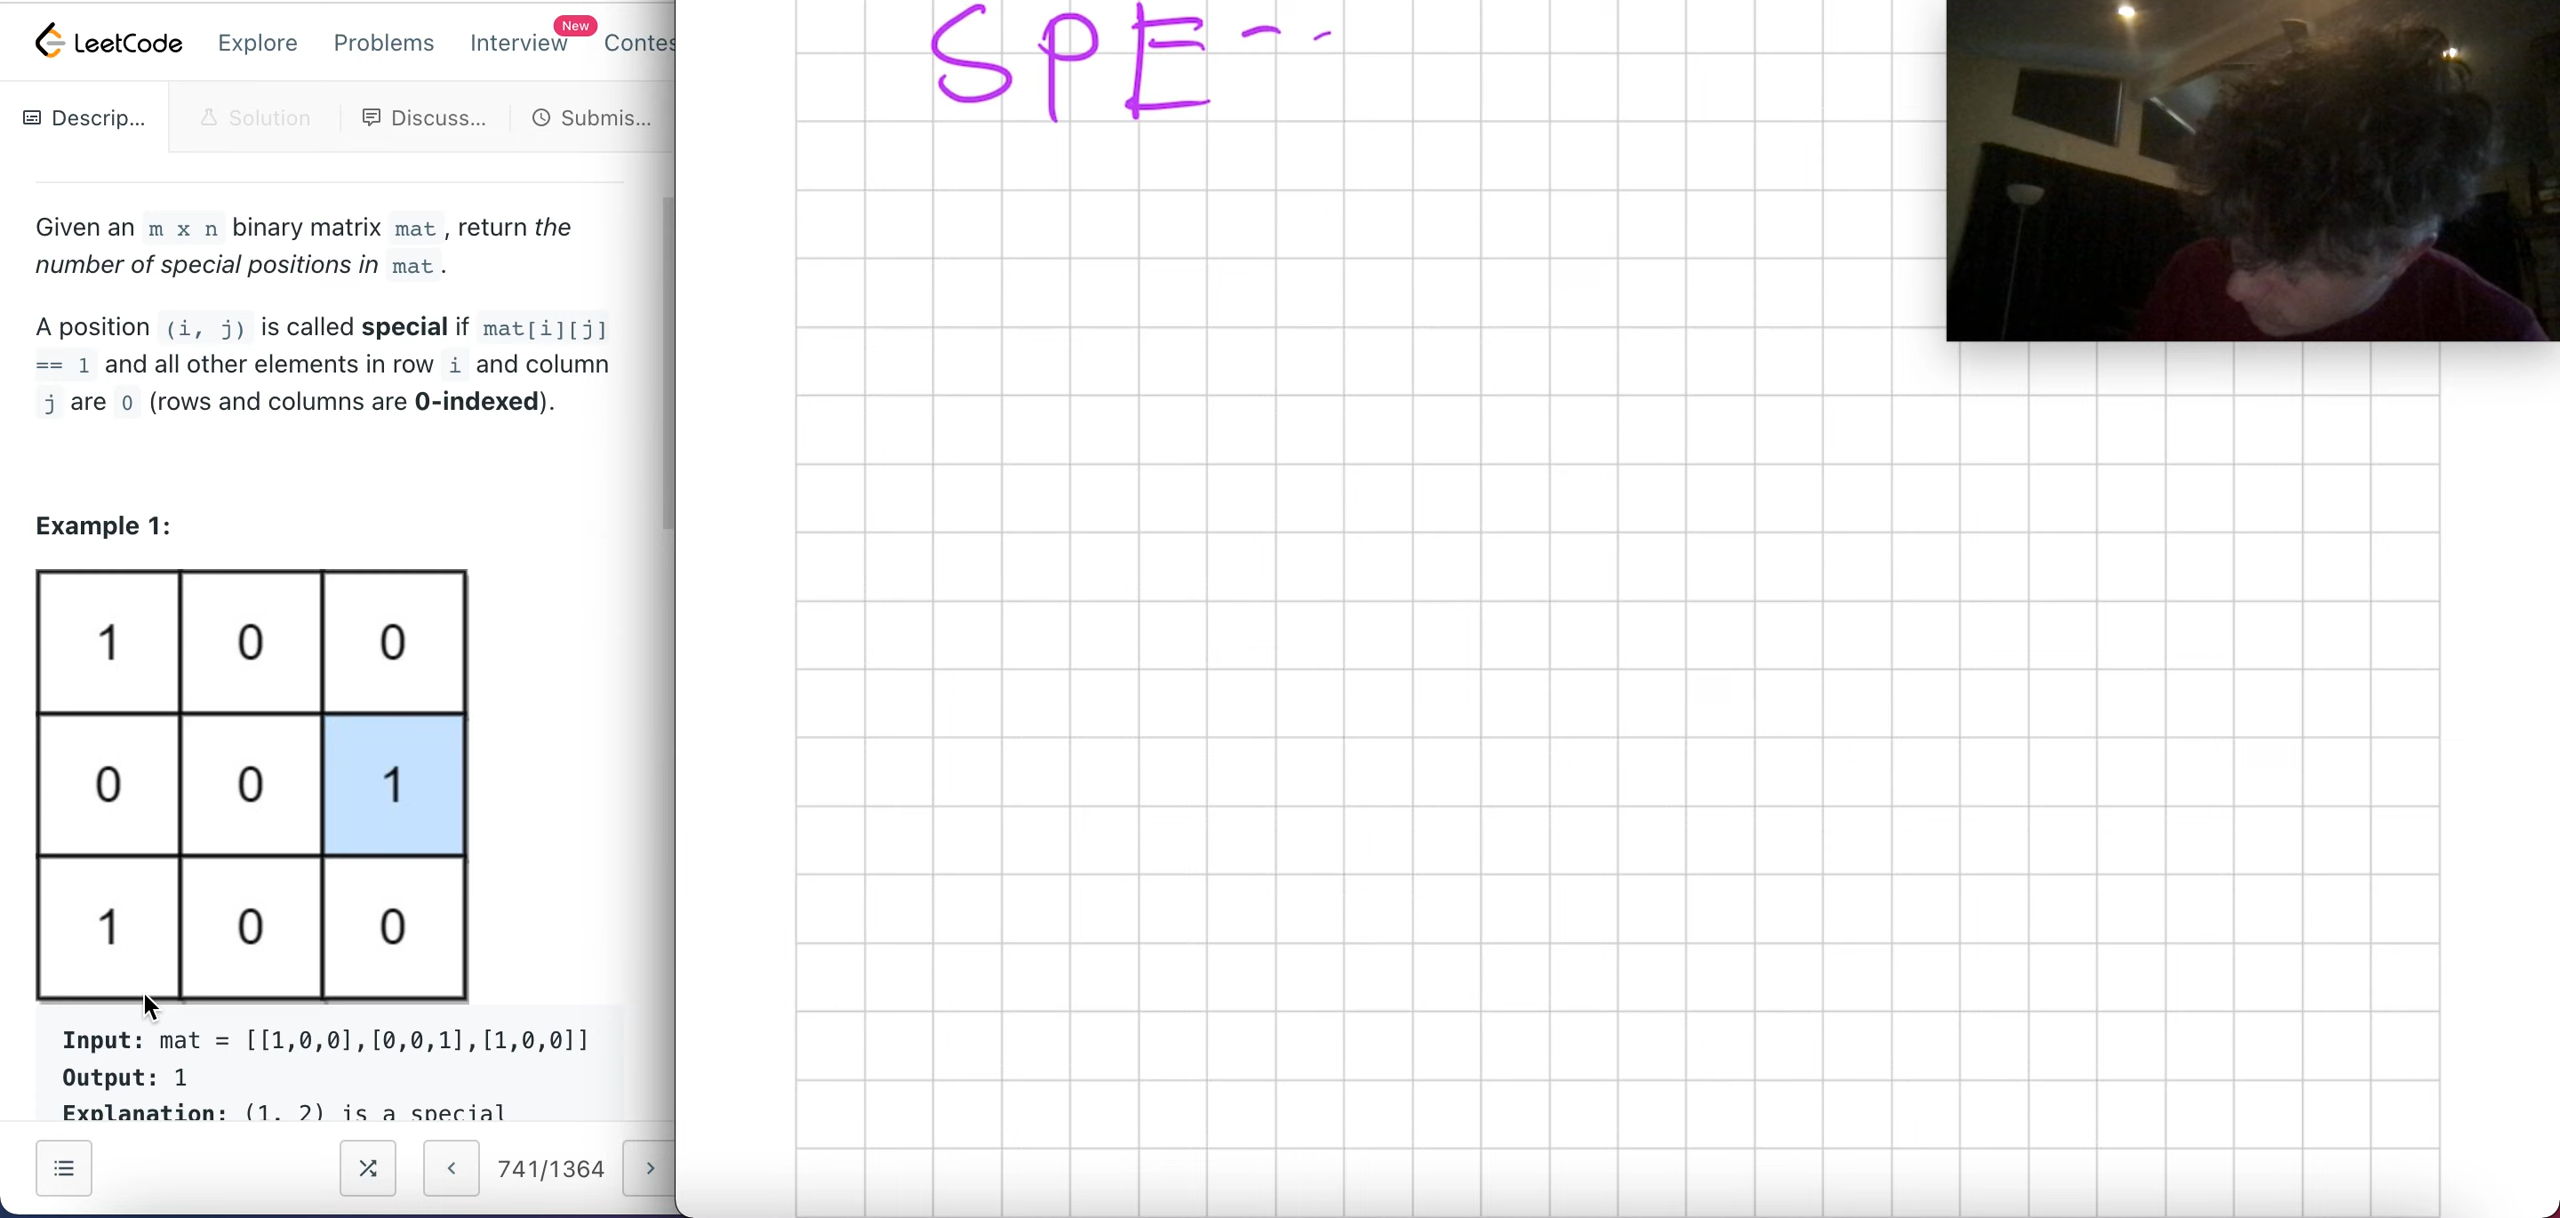 LeetCode Explore Problems Interview New Contes
Descrip... Solution Discuss... Submis...
Given an m x n binary matrix mat , return the
number of special positions in mat .
A position (i, j) is called special if mat[i][j]
== 1 and all other elements in row i and column
j are 0 (rows and columns are 0-indexed).
Example 1:
1 0 0
0 0 1
1 0 0
Input: mat = [[1,0,0],[0,0,1],[1,0,0]]
Output: 1
Explanation: (1, 2) is a special
741/1364
SPE--